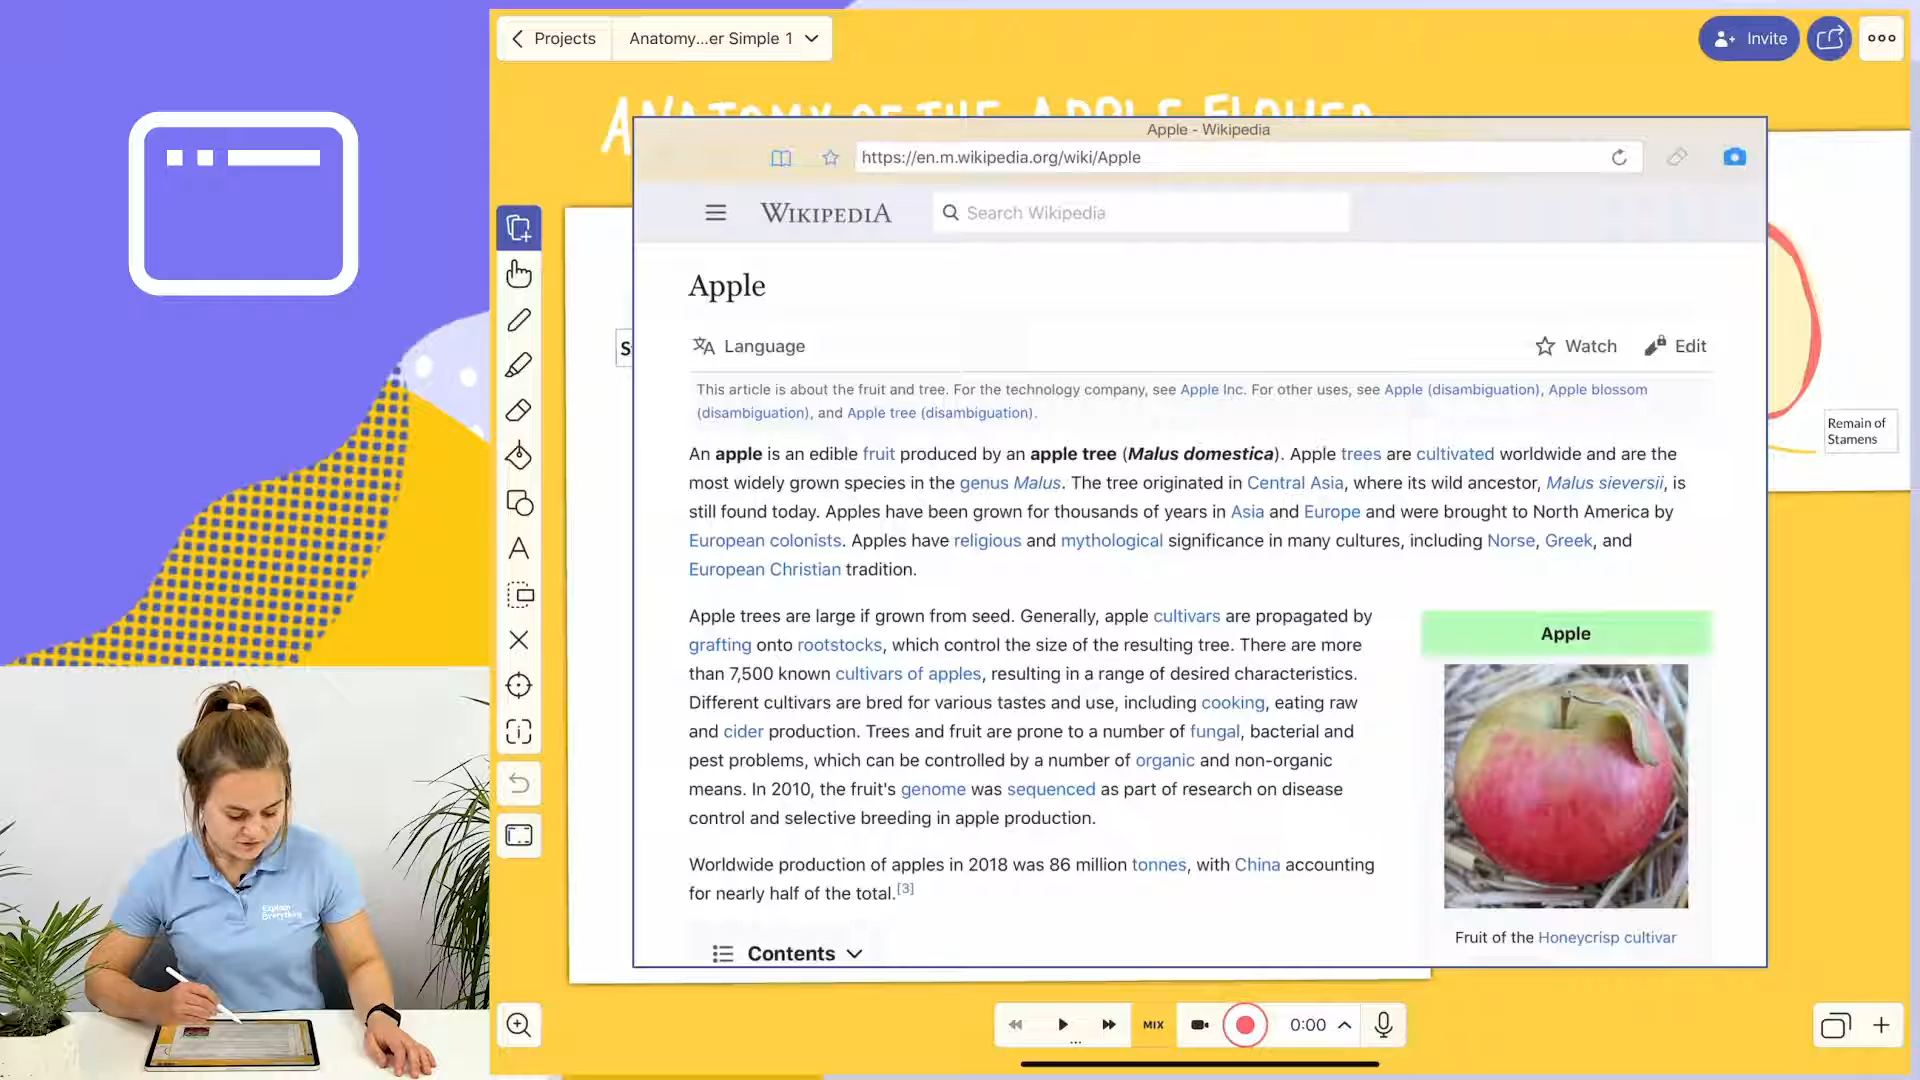 Projects
Anatomy...er Simple 1
Invite
ANATOMY OF THE APPLE FLOWER
Apple - Wikipedia
https://en.m.wikipedia.org/wiki/Apple
WIKIPEDIA
Search Wikipedia
Apple
Language
Watch
Edit
This article is about the fruit and tree. For the technology company, see Apple Inc. For other uses, see Apple (disambiguation), Apple blossom
(disambiguation), and Apple tree (disambiguation).
An apple is an edible fruit produced by an apple tree (Malus domestica). Apple trees are cultivated worldwide and are the
most widely grown species in the genus Malus. The tree originated in Central Asia, where its wild ancestor, Malus sieversii, is
still found today. Apples have been grown for thousands of years in Asia and Europe and were brought to North America by
European colonists. Apples have religious and mythological significance in many cultures, including Norse, Greek, and
European Christian tradition.
Apple trees are large if grown from seed. Generally, apple cultivars are propagated by
grafting onto rootstocks, which control the size of the resulting tree. There are more
than 7,500 known cultivars of apples, resulting in a range of desired characteristics.
Different cultivars are bred for various tastes and use, including cooking, eating raw
and cider production. Trees and fruit are prone to a number of fungal, bacterial and
pest problems, which can be controlled by a number of organic and non-organic
means. In 2010, the fruit's genome was sequenced as part of research on disease
control and selective breeding in apple production.
Worldwide production of apples in 2018 was 86 million tonnes, with China accounting
for nearly half of the total.[3]
Contents
Apple
Fruit of the Honeycrisp cultivar
Remain of
Stamens
Explain
Everything
MIX
0:00